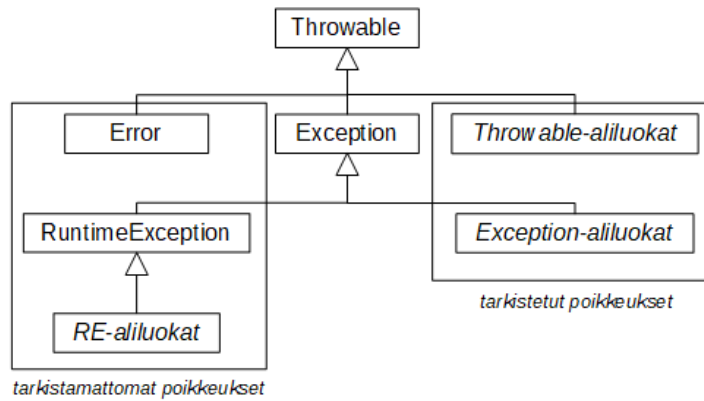 Throwable
Error
Exception
Throwable-aliluokat
RuntimeException
Exception-aliluokat
RE-aliluokat
tarkistetut poikkeukset
tarkistamattomat poikkeukset